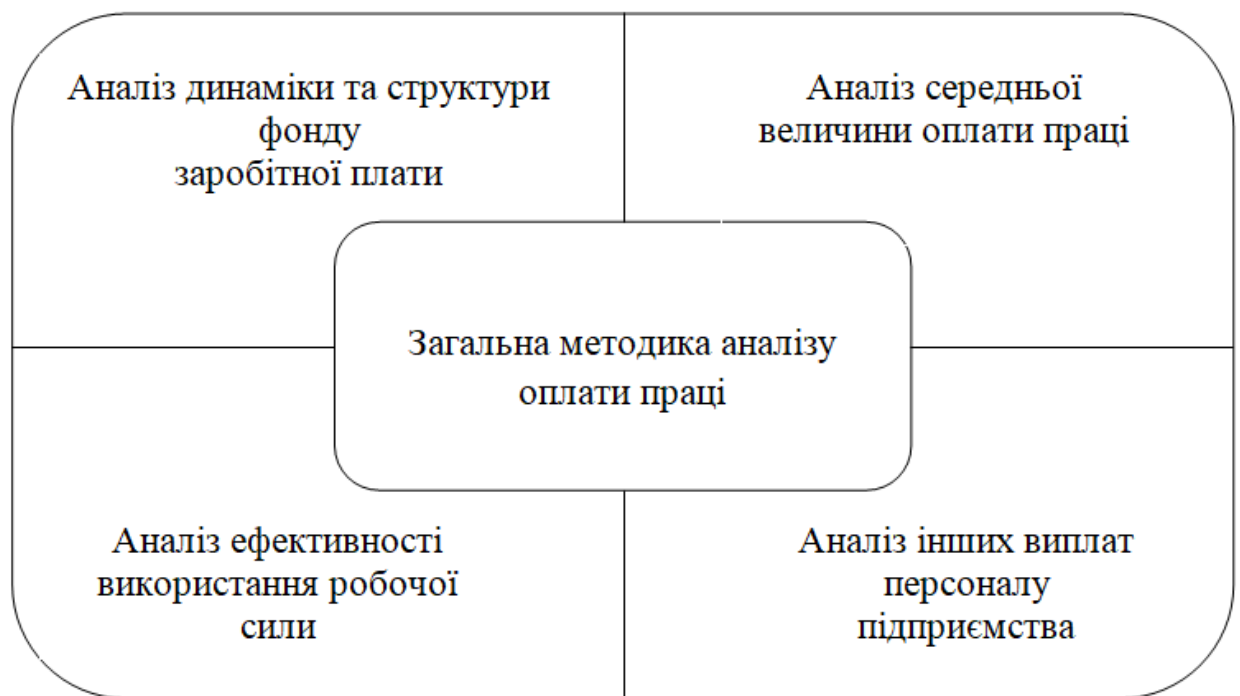 Аналіз динаміки та структури
фонду
заробітної плати
Аналіз середньої
величини оплати праці
Загальна методика аналізу
оплати праці
Аналіз ефективності
використання робочої
сили
Аналіз інших виплат
персоналу
підприємства